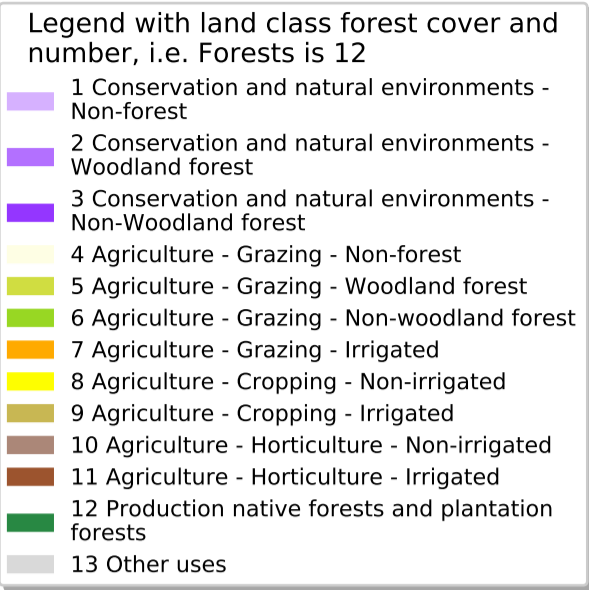 Legend with land class forest cover and
number, i.e. Forests is 12
1 Conservation and natural environments -
Non-forest
2 Conservation and natural environments -
Woodland forest
3 Conservation and natural environments -
Non-Woodland forest
4 Agriculture - Grazing - Non-forest
5 Agriculture - Grazing - Woodland forest
6 Agriculture - Grazing - Non-woodland forest
7 Agriculture - Grazing - Irrigated
8 Agriculture - Cropping - Non-irrigated
9 Agriculture - Cropping - Irrigated
10 Agriculture - Horticulture - Non-irrigated
11 Agriculture - Horticulture - Irrigated
12 Production native forests and plantation
forests
13 Other uses